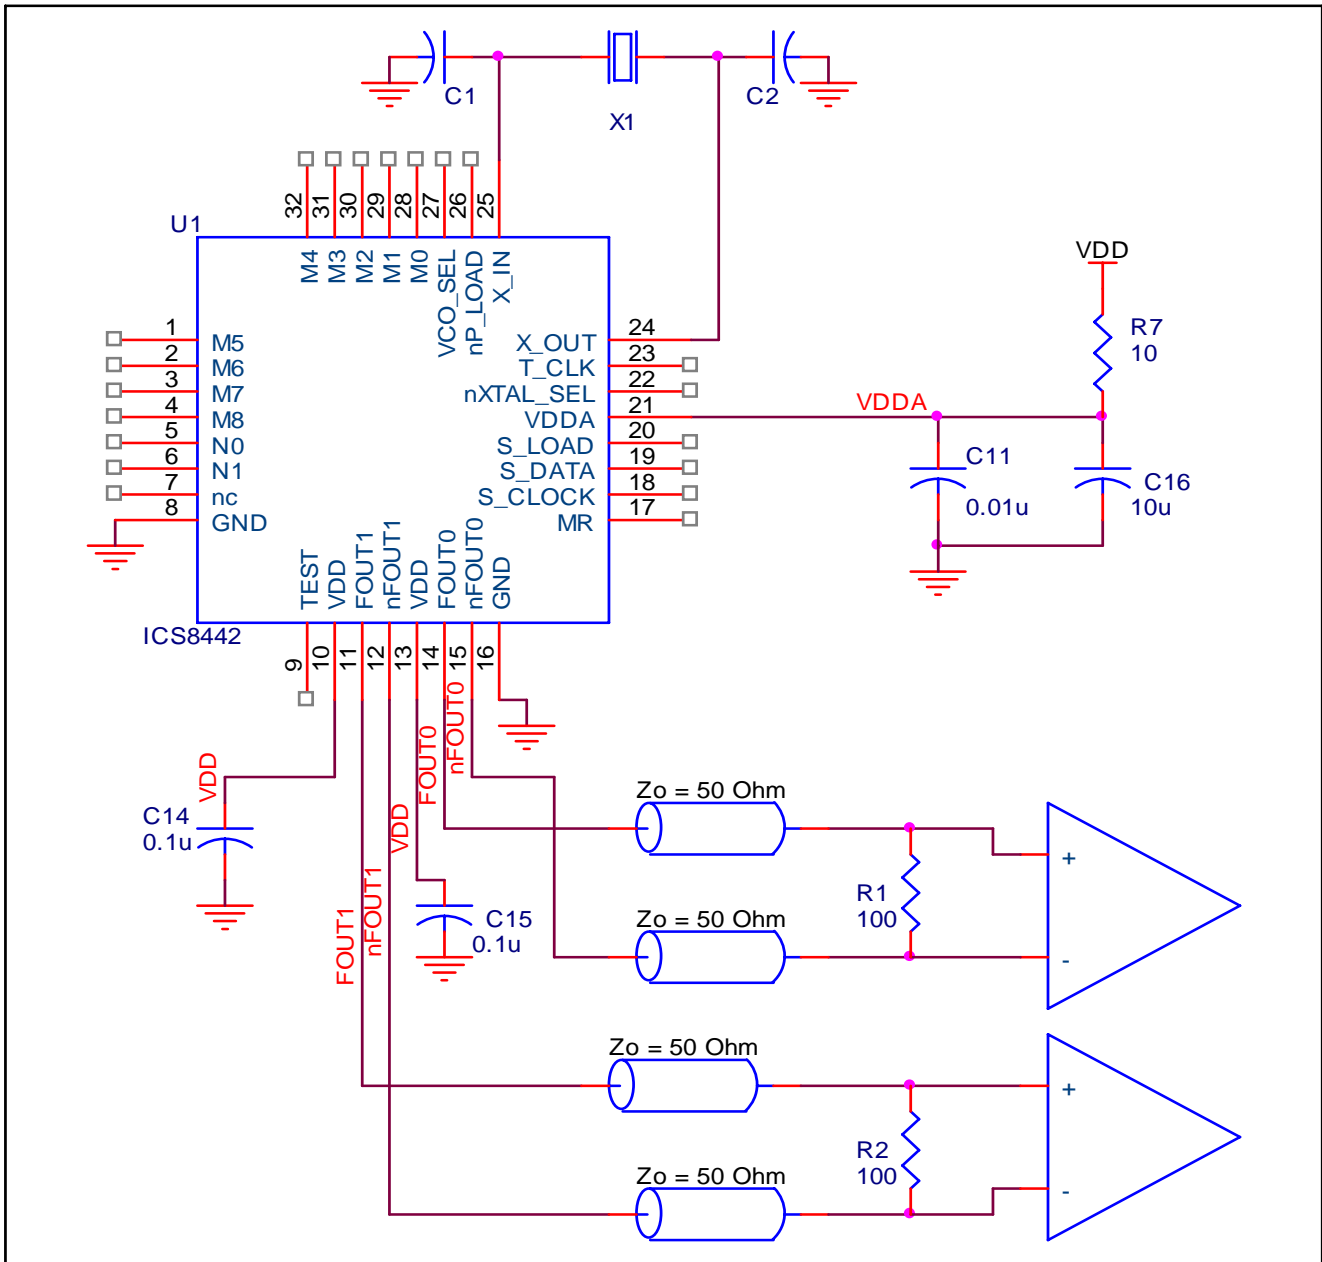 C1
X1
C2
32
31
30
29
28
27
26
25
U1
M4
M3
M2
M1
M0
VCO_SEL
nP_LOAD
X_IN
VDD
R7
10
1
M5
2
M6
3
M7
4
M8
5
N0
6
N1
7
nc
8
GND
24
X_OUT
23
T_CLK
22
nXTAL_SEL
21
VDDA
20
S_LOAD
19
S_DATA
18
S_CLOCK
17
MR
VDDA
C11
0.01u
C16
10u
TEST
VDD
FOUT1
nFOUT1
VDD
FOUT0
nFOUT0
GND
ICS8442
9
10
11
12
13
14
15
16
VDD
C14
0.1u
FOUT1
nFOUT1
VDD
FOUT0
nFOUT0
C15
0.1u
Zo = 50 Ohm
R1
100
+
-
Zo = 50 Ohm
Zo = 50 Ohm
R2
100
+
-
Zo = 50 Ohm